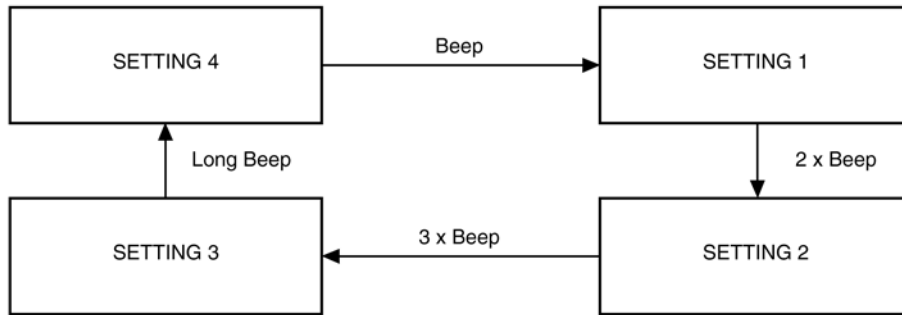 SETTING 4
Beep
SETTING 1
Long Beep
2 x Beep
SETTING 3
3 x Beep
SETTING 2